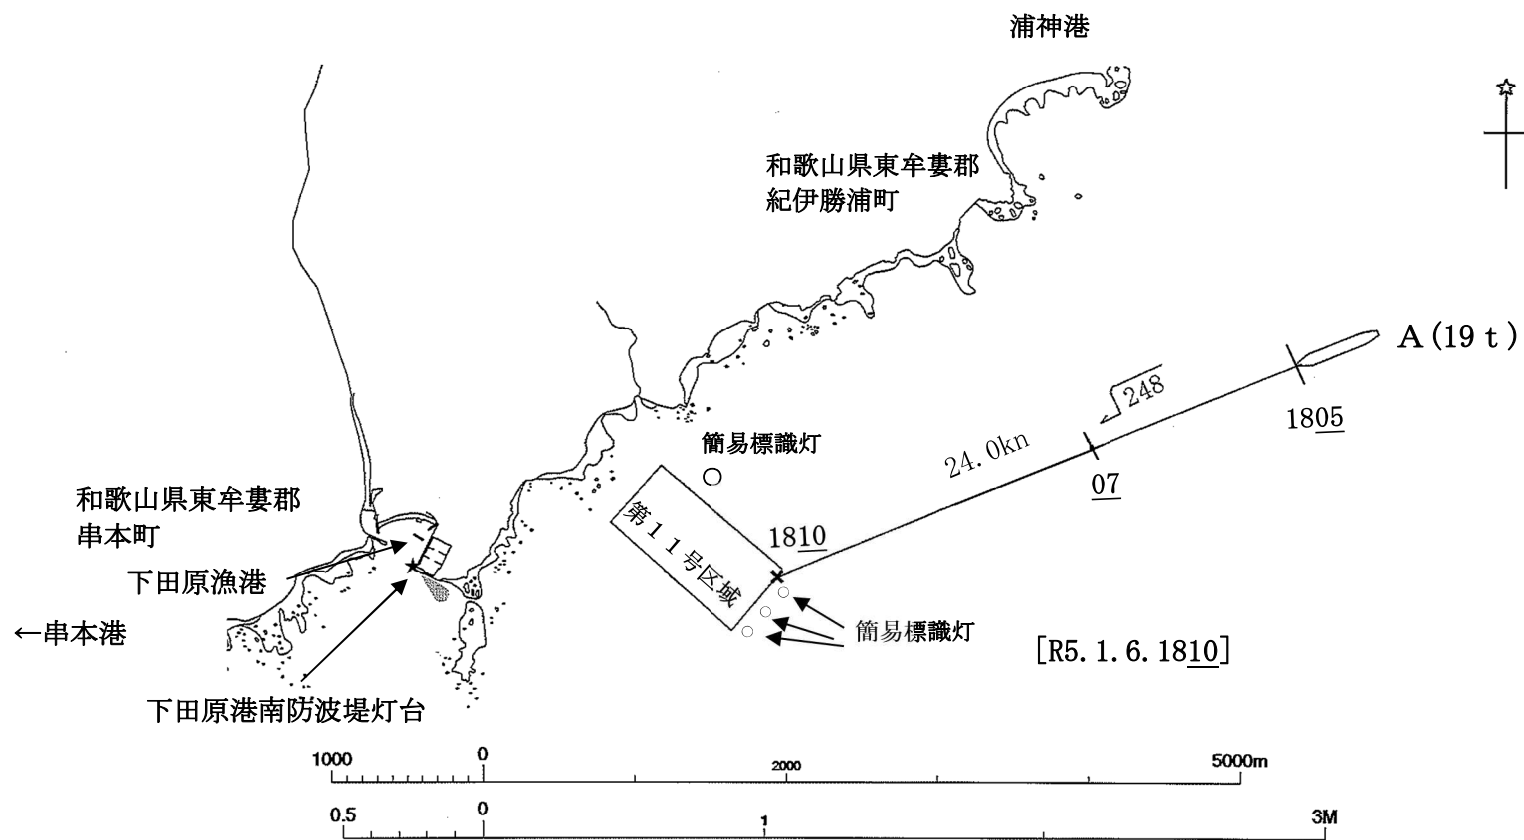 浦神港
和歌山県東牟婁郡
紀伊勝浦町
A(19t)
248
1805
24.0kn
07
簡易標識灯
第11号区域
1810
和歌山県東牟婁郡
串本町
下田原漁港
←串本港
簡易標識灯
[R5.1.6.1810]
下田原港南防波堤灯台
1000 0 2000 5000m
0.5 0 1 3M